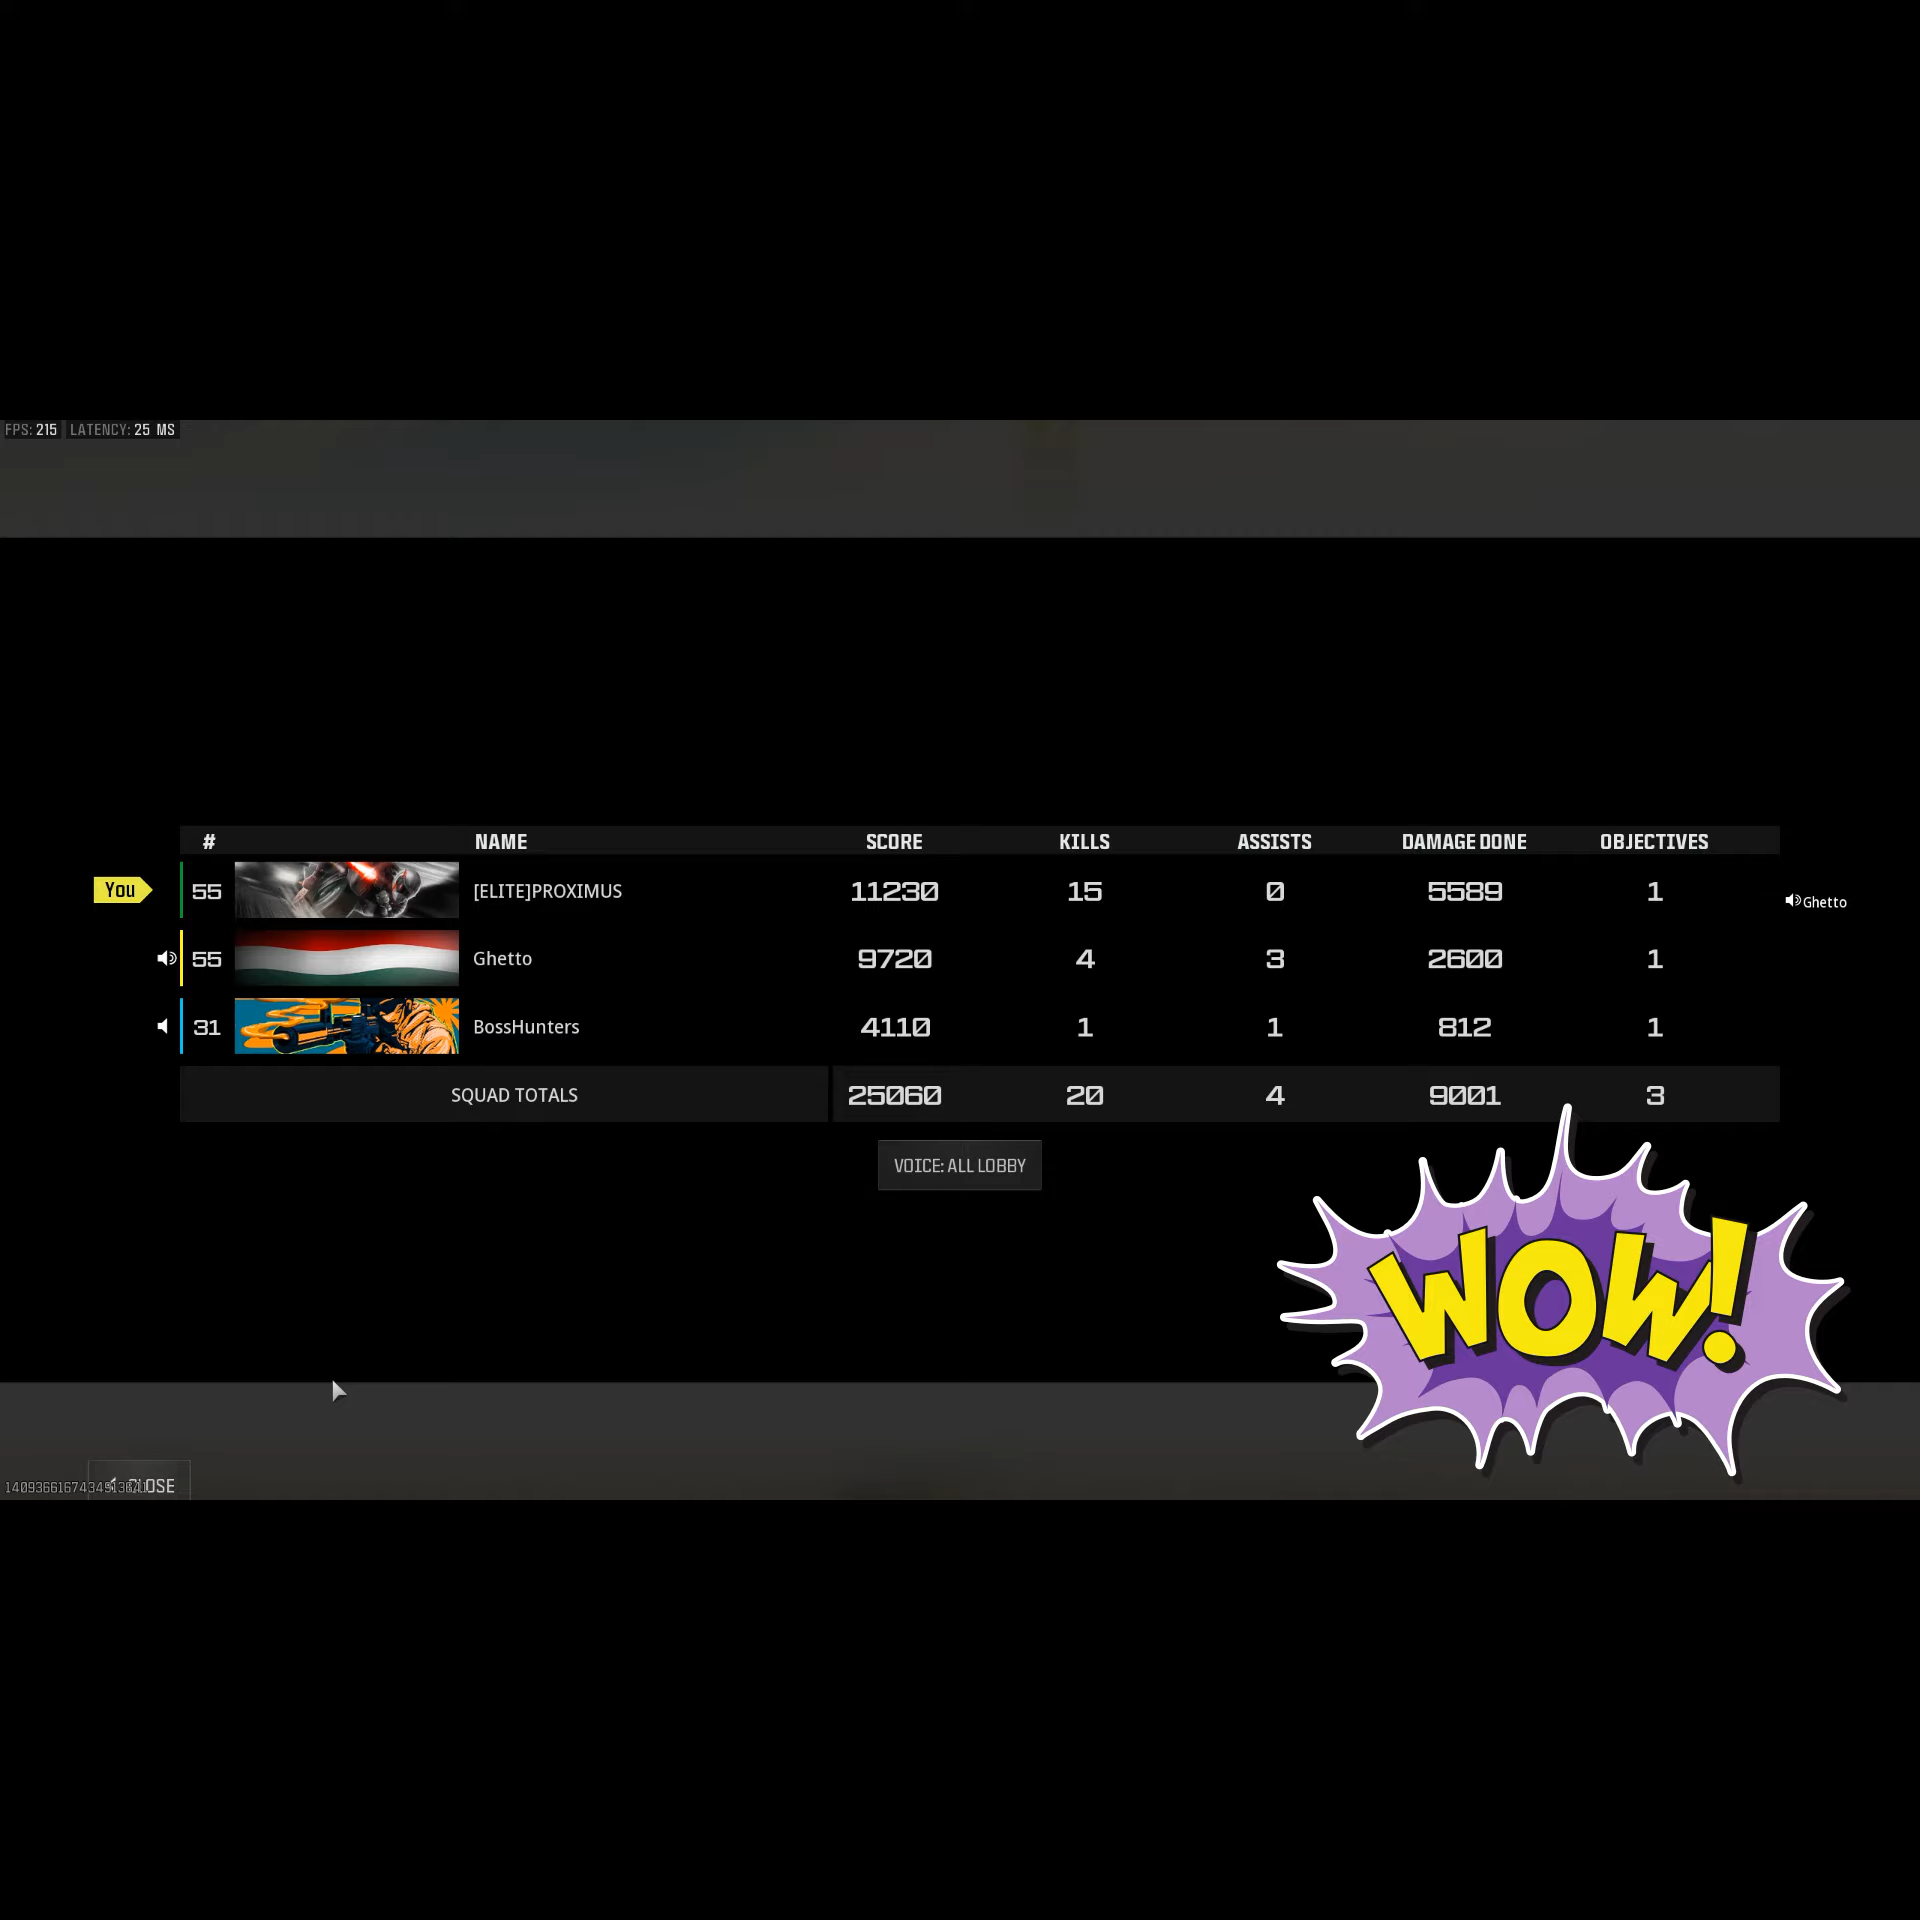 FPS: 215 LATENCY: 25 MS
# NAME SCORE KILLS ASSISTS DAMAGE DONE OBJECTIVES
You 55 [ELITE]PROXIMUS 11230 15 0 5589 1 Ghetto
55 Ghetto 9720 4 3 2600 1
31 BossHunters 4110 1 1 812 1
SQUAD TOTALS 25060 20 4 9001 3
VOICE: ALL LOBBY
WOW!
CLOSE